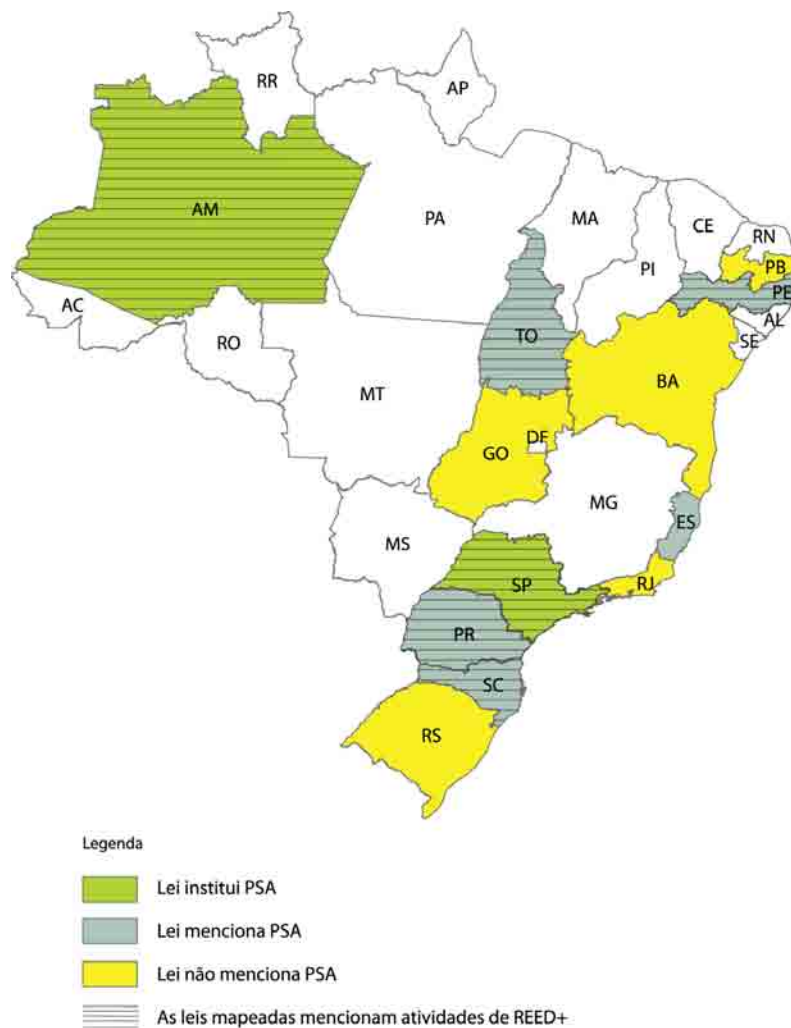 RR
AP
AM
PA
MA
CE
RN
PB
PI
PE
AC
AL
TO
SE
RO
BA
MT
DF
GO
MG
ES
MS
SP
RJ
PR
SC
RS
Legenda
Lei institui PSA
Lei menciona PSA
Lei não menciona PSA
As leis mapeadas mencionam atividades de REED+